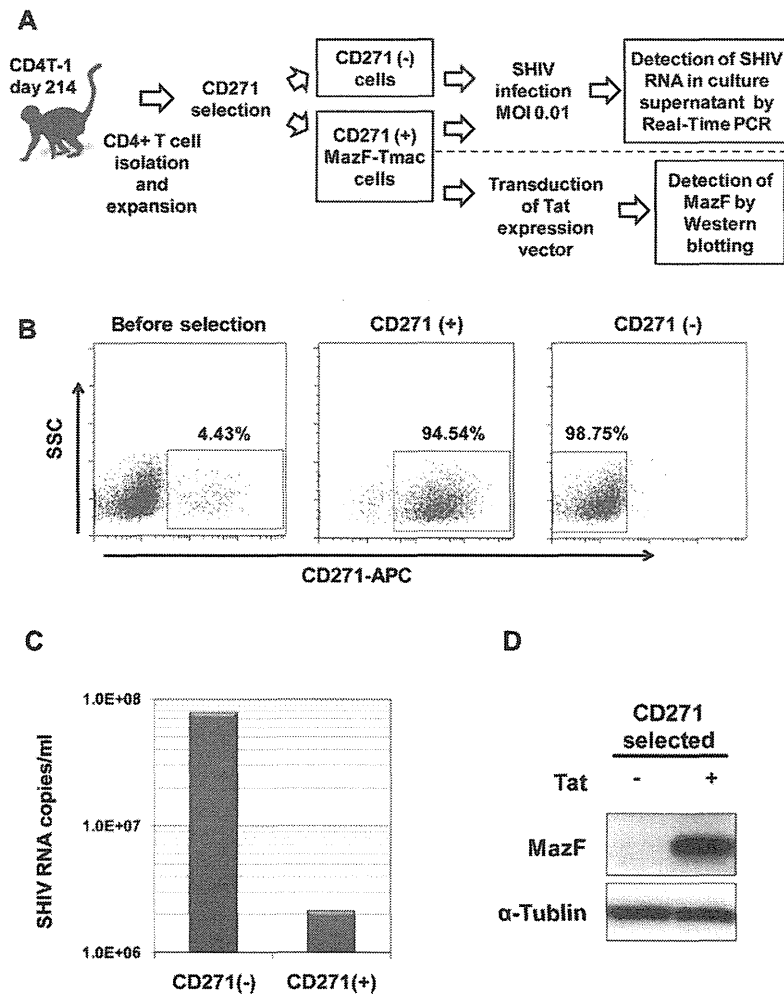 A
CD4T-1
day 214
CD4+ T cell
isolation
and
expansion
CD271
selection
CD271 (-)
cells
CD271 (+)
MazF-Tmac
cells
SHIV
infection
MOI 0.01
Detection of SHIV
RNA in culture
supernatant by
Real-Time PCR
Transduction
of Tat
expression
vector
Detection of
MazF by
Western
blotting
B
Before selection
CD271 (+)
CD271 (-)
4.43%
94.54%
98.75%
SSC
CD271-APC
C
SHIV RNA copies/ml
1.0E+08
1.0E+07
1.0E+06
CD271(-)
CD271(+)
D
CD271
selected
Tat - +
MazF
α-Tublin